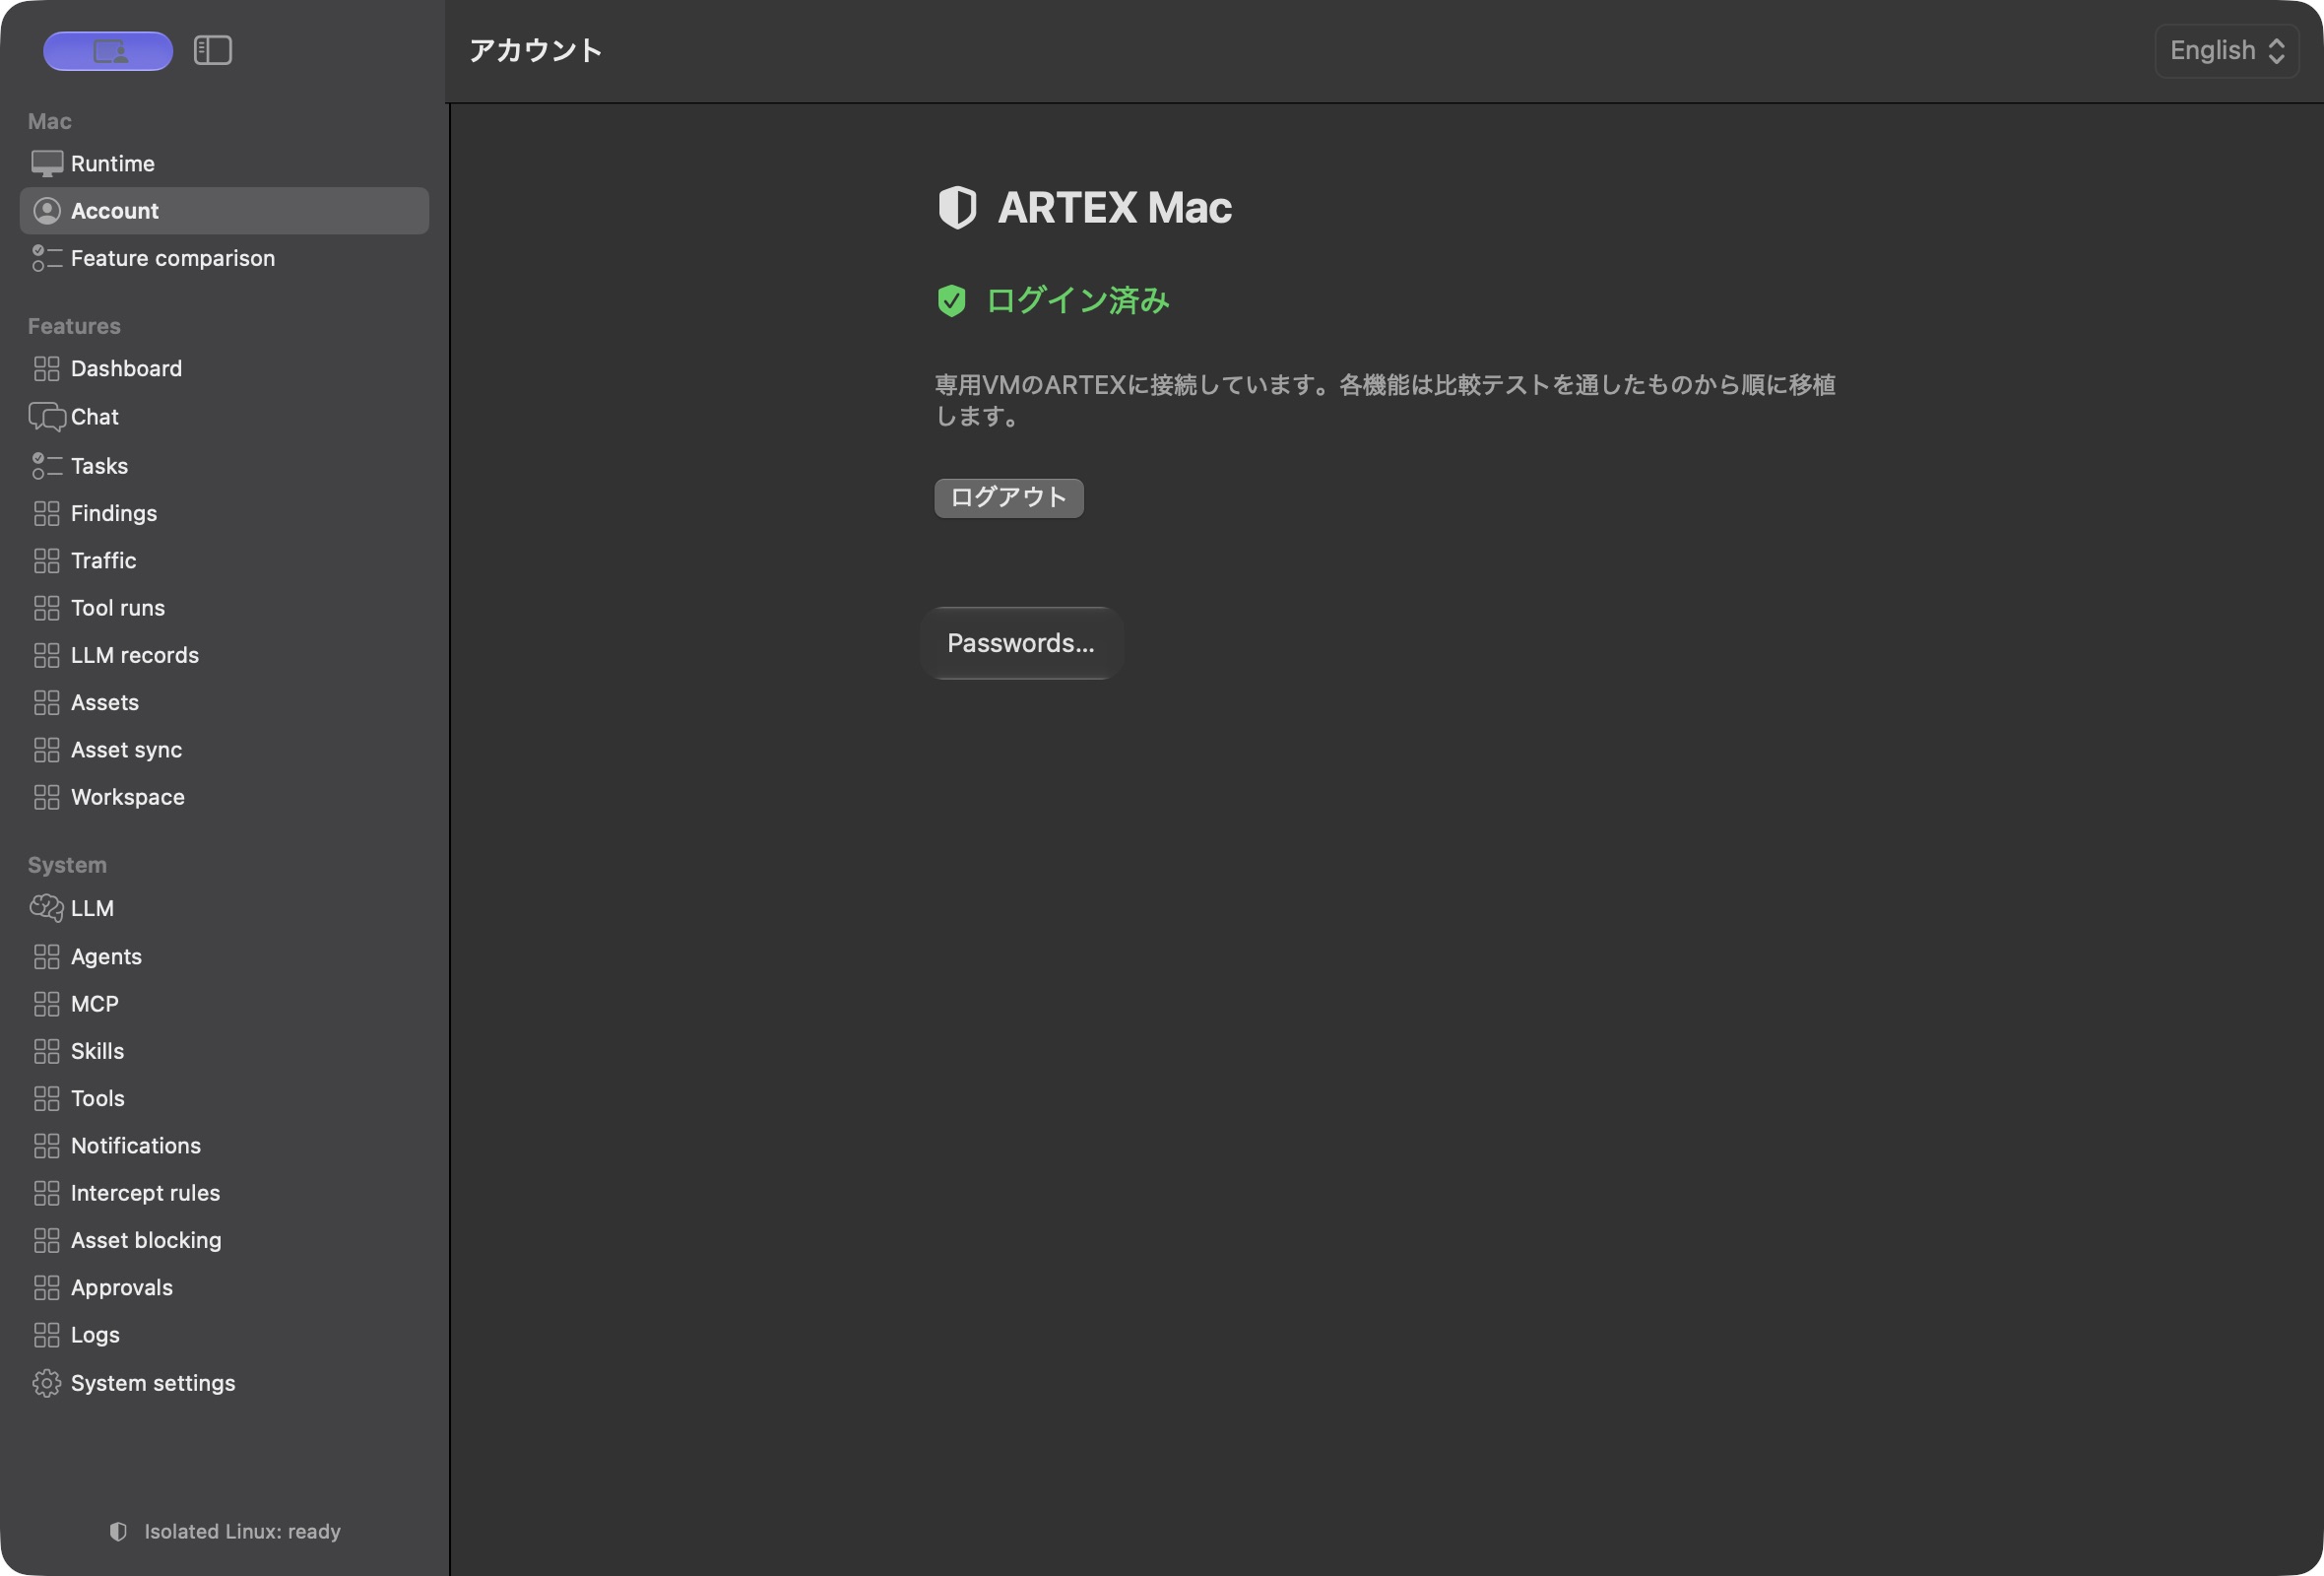 アカウント
English
Mac
Runtime
Account
Feature comparison
Features
Dashboard
Chat
Tasks
Findings
Traffic
Tool runs
LLM records
Assets
Asset sync
Workspace
System
LLM
Agents
MCP
Skills
Tools
Notifications
Intercept rules
Asset blocking
Approvals
Logs
System settings
Isolated Linux: ready
ARTEX Mac
ログイン済み
専用VMのARTEXに接続しています。各機能は比較テストを通したものから順に移植
します。
ログアウト
Passwords...